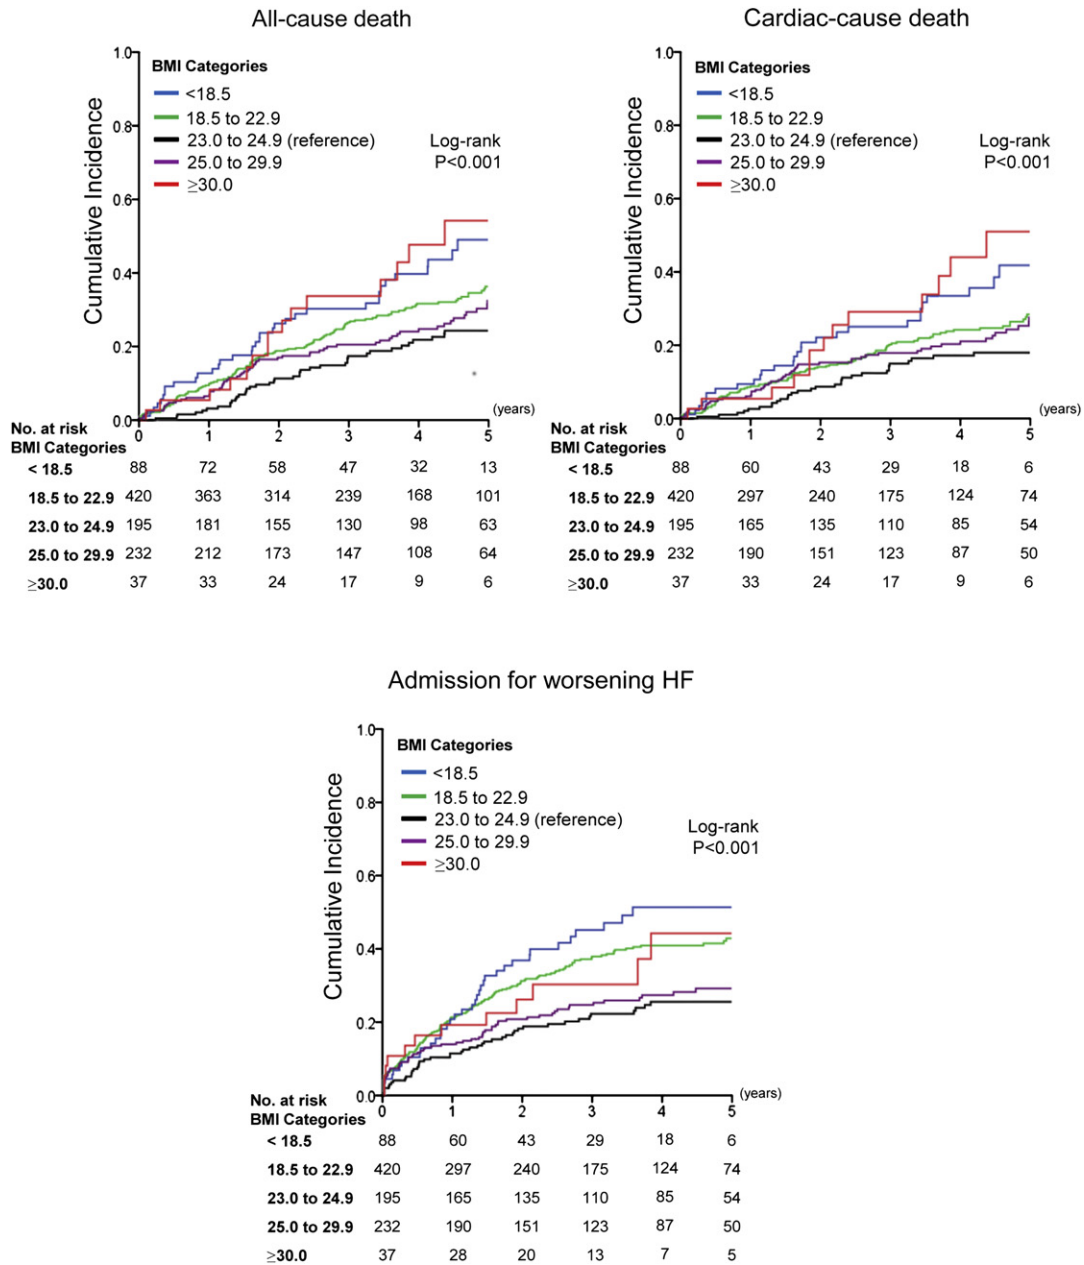 All-cause death
Cumulative Incidence
1.0
0.8
0.6
0.4
0.2
0.0
BMI Categories
<18.5
18.5 to 22.9
23.0 to 24.9 (reference)
25.0 to 29.9
≥30.0
Log-rank
P<0.001
0 1 2 3 4 5
(years)
No. at risk
BMI Categories
< 18.5 88 72 58 47 32 13
18.5 to 22.9 420 363 314 239 168 101
23.0 to 24.9 195 181 155 130 98 63
25.0 to 29.9 232 212 173 147 108 64
≥30.0 37 33 24 17 9 6
Cardiac-cause death
Cumulative Incidence
1.0
0.8
0.6
0.4
0.2
0.0
BMI Categories
<18.5
18.5 to 22.9
23.0 to 24.9 (reference)
25.0 to 29.9
≥30.0
Log-rank
P<0.001
0 1 2 3 4 5
(years)
No. at risk
BMI Categories
< 18.5 88 60 43 29 18 6
18.5 to 22.9 420 297 240 175 124 74
23.0 to 24.9 195 165 135 110 85 54
25.0 to 29.9 232 190 151 123 87 50
≥30.0 37 33 24 17 9 6
Admission for worsening HF
Cumulative Incidence
1.0
0.8
0.6
0.4
0.2
0.0
BMI Categories
<18.5
18.5 to 22.9
23.0 to 24.9 (reference)
25.0 to 29.9
≥30.0
Log-rank
P<0.001
0 1 2 3 4 5
(years)
No. at risk
BMI Categories
< 18.5 88 60 43 29 18 6
18.5 to 22.9 420 297 240 175 124 74
23.0 to 24.9 195 165 135 110 85 54
25.0 to 29.9 232 190 151 123 87 50
≥30.0 37 28 20 13 7 5